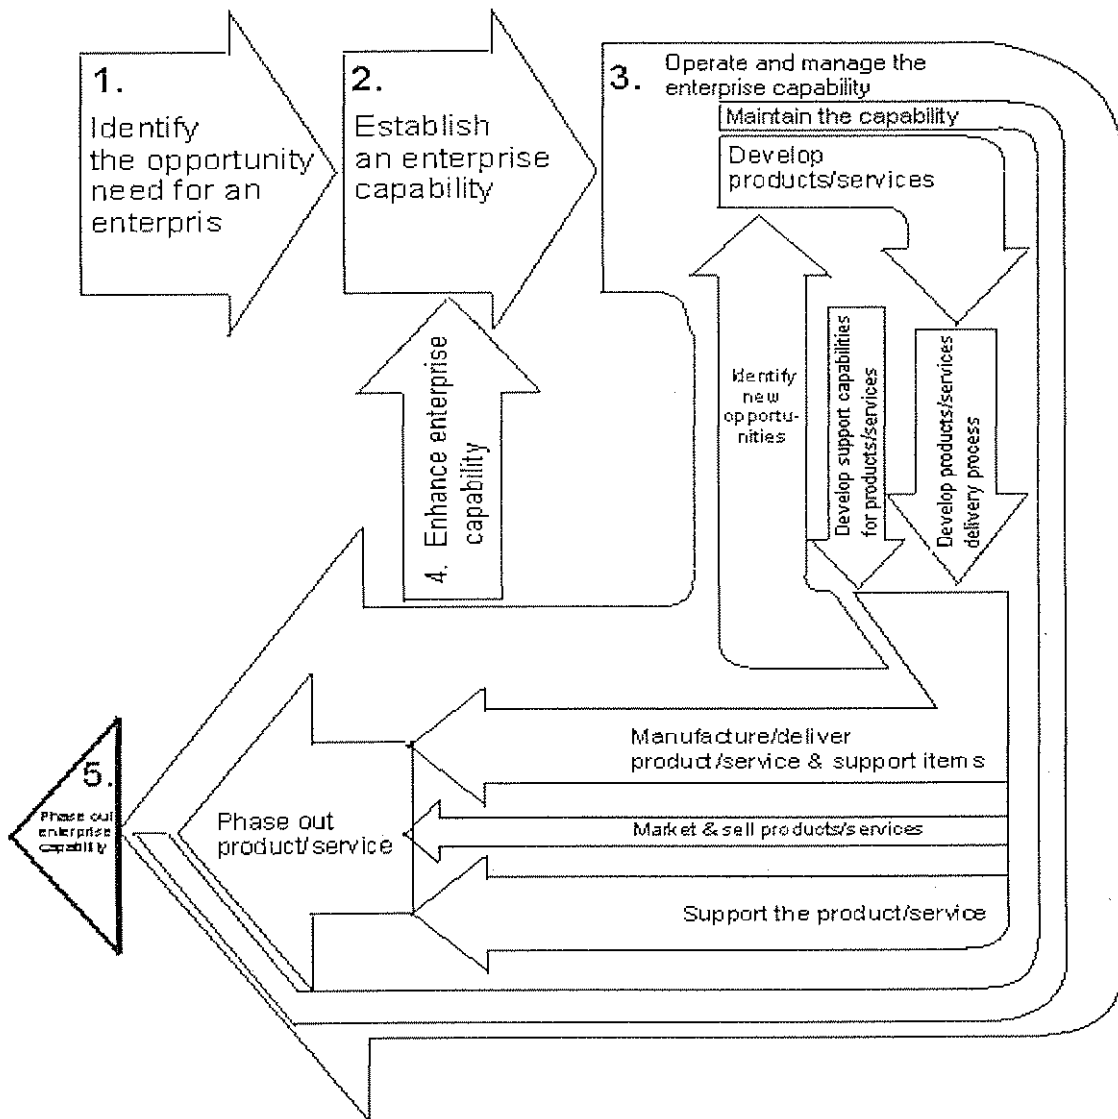 1.
Identify
the opportunity
need for an
enterpris
2.
Establish
an enterprise
capability
3. Operate and manage the
enterprise capability
Maintain the capability
Develop
products/services
Identify
new
opportu-
nities
Develop support capabilities
for products/services
Develop products/services
delivery process
4. Enhance enterprise
capability
Manufacture/deliver
product/service & support items
Market & sell products/services
Support the product/service
Phase out
product/service
5.
Phase out
enterprise
capability